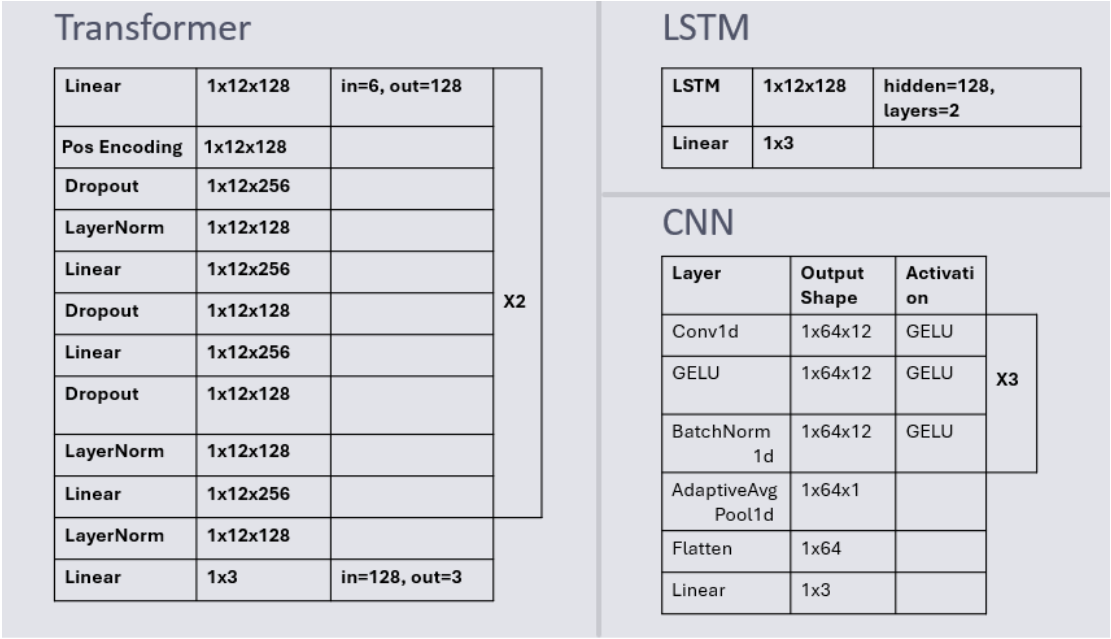 Transformer
Linear 1x12x128 in=6, out=128
Pos Encoding 1x12x128
Dropout 1x12x256
LayerNorm 1x12x128
Linear 1x12x256
Dropout 1x12x128
X2
Linear 1x12x256
Dropout 1x12x128
LayerNorm 1x12x128
Linear 1x12x256
LayerNorm 1x12x128
Linear 1x3 in=128, out=3
LSTM
LSTM 1x12x128 hidden=128,
layers=2
Linear 1x3
CNN
Layer Output Activati
Shape on
Conv1d 1x64x12 GELU
GELU 1x64x12 GELU
X3
BatchNorm 1x64x12 GELU
1d
AdaptiveAvg 1x64x1
Pool1d
Flatten 1x64
Linear 1x3